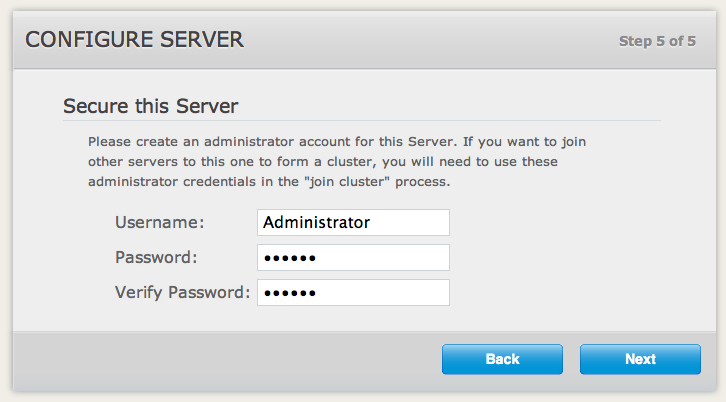 CONFIGURE SERVER
Step 5 of 5
Secure this Server
Please create an administrator account for this Server. If you want to join
other servers to this one to form a cluster, you will need to use these
administrator credentials in the "join cluster" process.
Username: Administrator
Password: ••••••
Verify Password: ••••••
Back Next